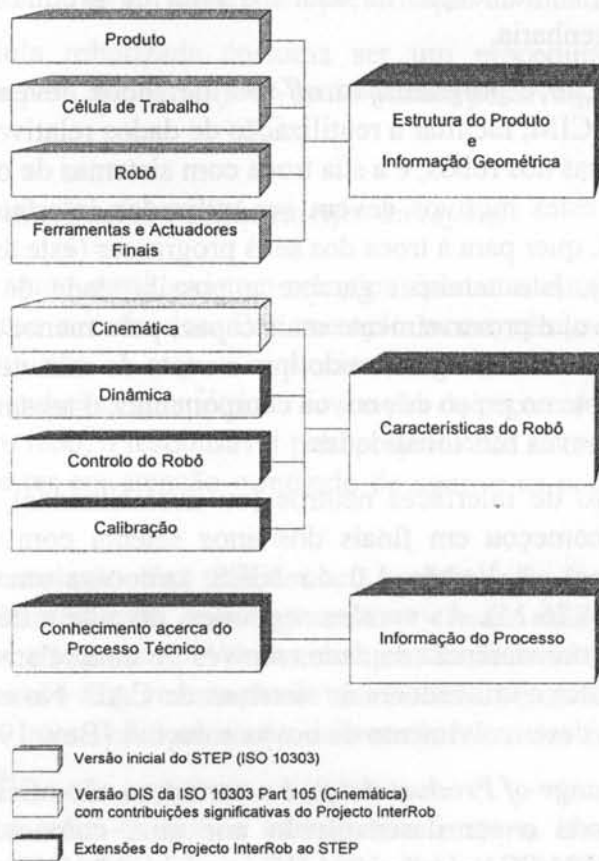 Produto
Célula de Trabalho
Robô
Ferramentas e Actuadores
Finais
Estrutura do Produto
e
Informação Geométrica
Cinemática
Dinâmica
Controlo do Robô
Calibração
Características do Robô
Conhecimento acerca do
Processo Técnico
Informação do Processo
Versão inicial do STEP (ISO 10303)
Versão DIS da ISO 10303 Part 105 (Cinemática)
com contribuições significativas do Projecto InterRob
Extensões do Projecto InterRob ao STEP